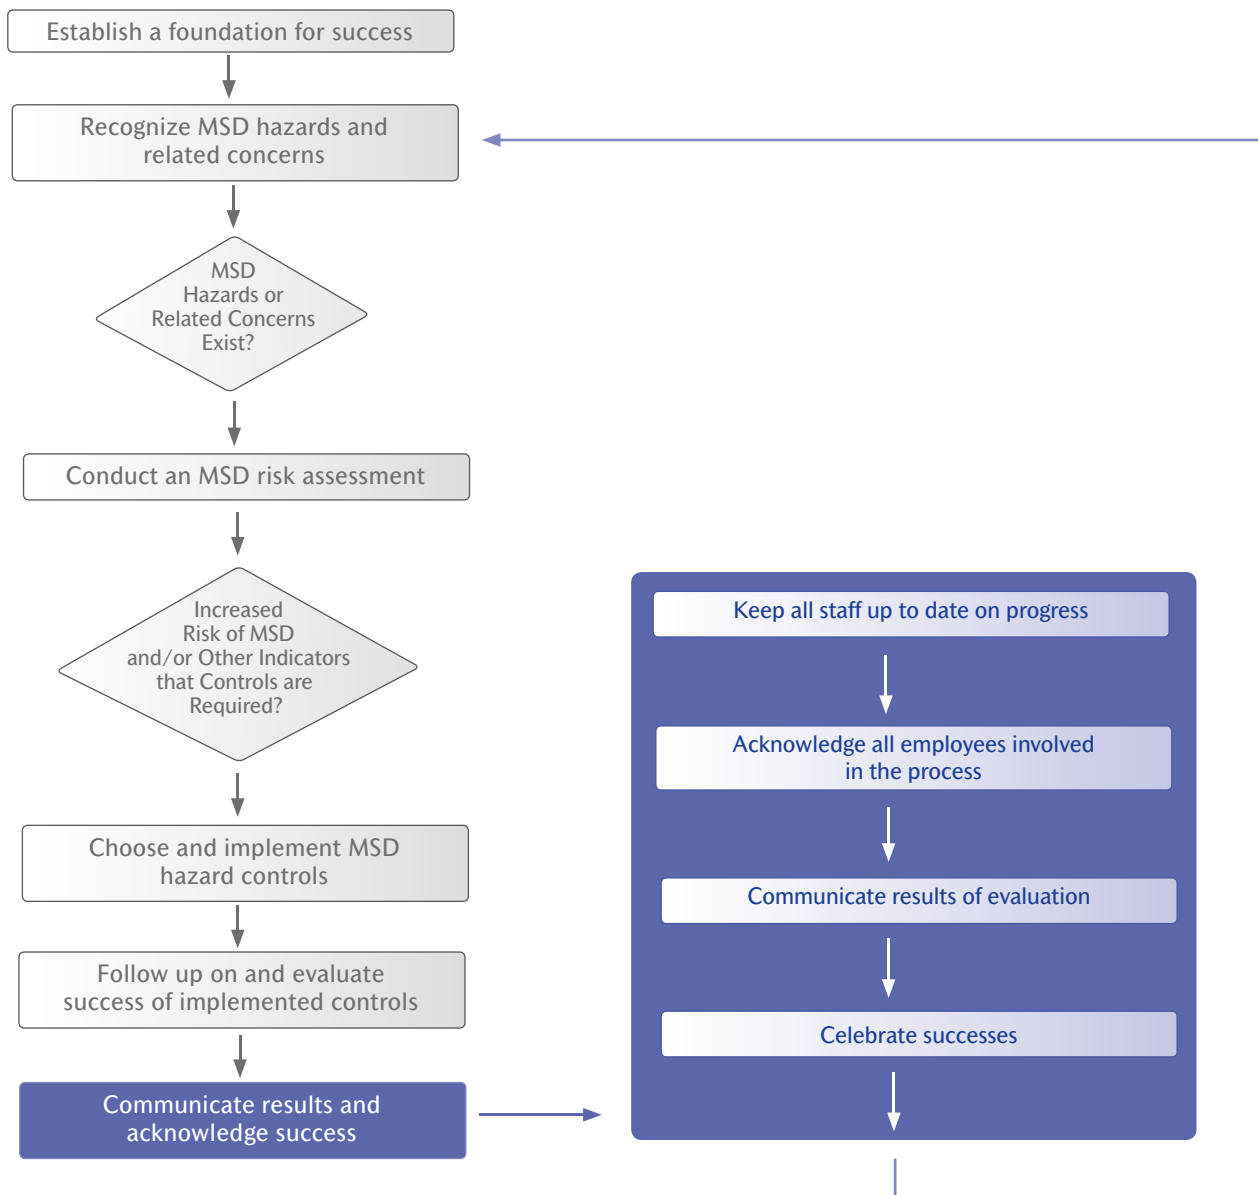 Establish a foundation for success
Recognize MSD hazards and
related concerns
MSD
Hazards or
Related Concerns
Exist?
Conduct an MSD risk assessment
Increased
Risk of MSD
and/or Other Indicators
that Controls are
Required?
Choose and implement MSD
hazard controls
Follow up on and evaluate
success of implemented controls
Communicate results and
acknowledge success
Keep all staff up to date on progress
Acknowledge all employees involved
in the process
Communicate results of evaluation
Celebrate successes